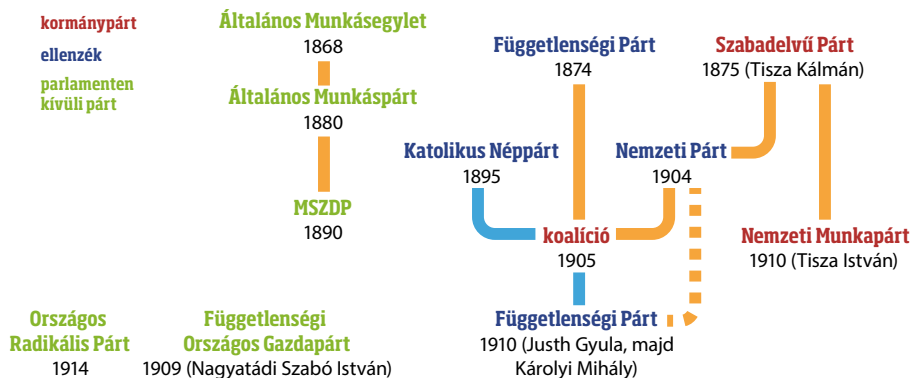 kormánypárt
ellenzék
parlamenten
kívüli párt
Általános Munkásegylet
1868
Általános Munkáspárt
1880
MSZDP
1890
Függetlenségi Párt
1874
Szabadelvű Párt
1875 (Tisza Kálmán)
Katolikus Néppárt
1895
Nemzeti Párt
1904
koalíció
1905
Nemzeti Munkapárt
1910 (Tisza István)
Országos
Radikális Párt
1914
Függetlenségi
Országos Gazdapárt
1909 (Nagyatádi Szabó István)
Függetlenségi Párt
1910 (Justh Gyula, majd
Károlyi Mihály)